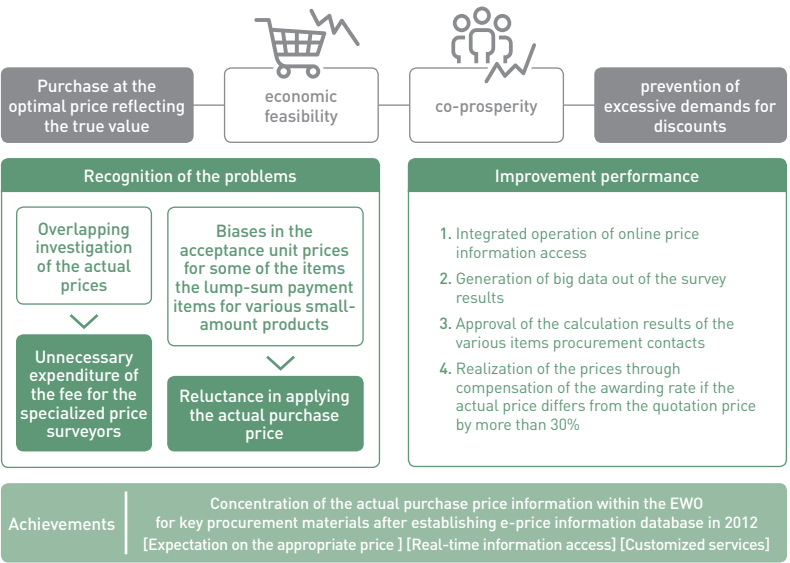 Purchase at the
optimal price reflecting
the true value
economic
feasibility
co-prosperity
prevention of
excessive demands for
discounts
Recognition of the problems
Overlapping
investigation
of the actual
prices
Unnecessary
expenditure of
the fee for the
specialized price
surveyors
Biases in the
acceptance unit prices
for some of the items
the lump-sum payment
items for various small-
amount products
Reluctance in applying
the actual purchase
price
Improvement performance
1. Integrated operation of online price
information access
2. Generation of big data out of the survey
results
3. Approval of the calculation results of the
various items procurement contacts
4. Realization of the prices through
compensation of the awarding rate if the
actual price differs from the quotation price
by more than 30%
Achievements
Concentration of the actual purchase price information within the EWO
for key procurement materials after establishing e-price information database in 2012
[Expectation on the appropriate price ] [Real-time information access] [Customized services]